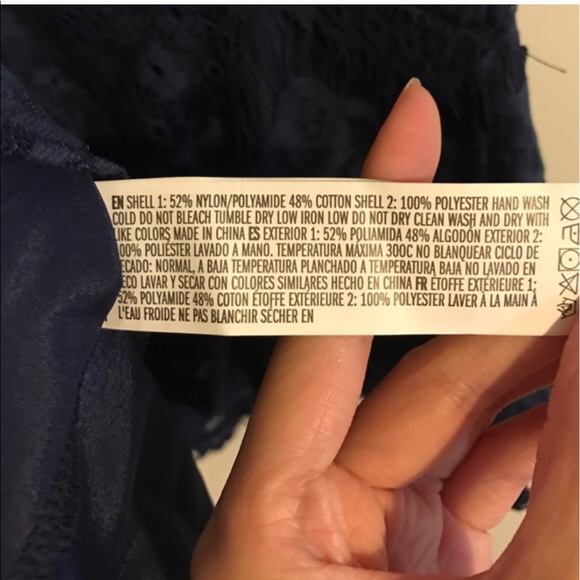 EN SHELL 1: 52% NYLON/POLYAMIDE 48% COTTON SHELL 2: 100% POLYESTER HAND WASH
COLD DO NOT BLEACH TUMBLE DRY LOW IRON LOW DO NOT DRY CLEAN WASH AND DRY WITH
LIKE COLORS MADE IN CHINA ES EXTERIOR 1: 52% POLIAMIDA 48% ALGODÓN EXTERIOR 2:
100% POLIÉSTER LAVADO A MANO. TEMPERATURA MÁXIMA 300C NO BLANQUEAR CICLO DE
SECADO: NORMAL, A BAJA TEMPERATURA PLANCHADO A TEMPERATURA BAJA NO LAVADO EN
SECO LAVAR Y SECAR CON COLORES SIMILARES HECHO EN CHINA FR ÉTOFFE EXTÉRIEURE 1:
52% POLYAMIDE 48% COTON ÉTOFFE EXTÉRIEURE 2: 100% POLYESTER LAVER À LA MAIN À
L'EAU FROIDE NE PAS BLANCHIR SÉCHER EN